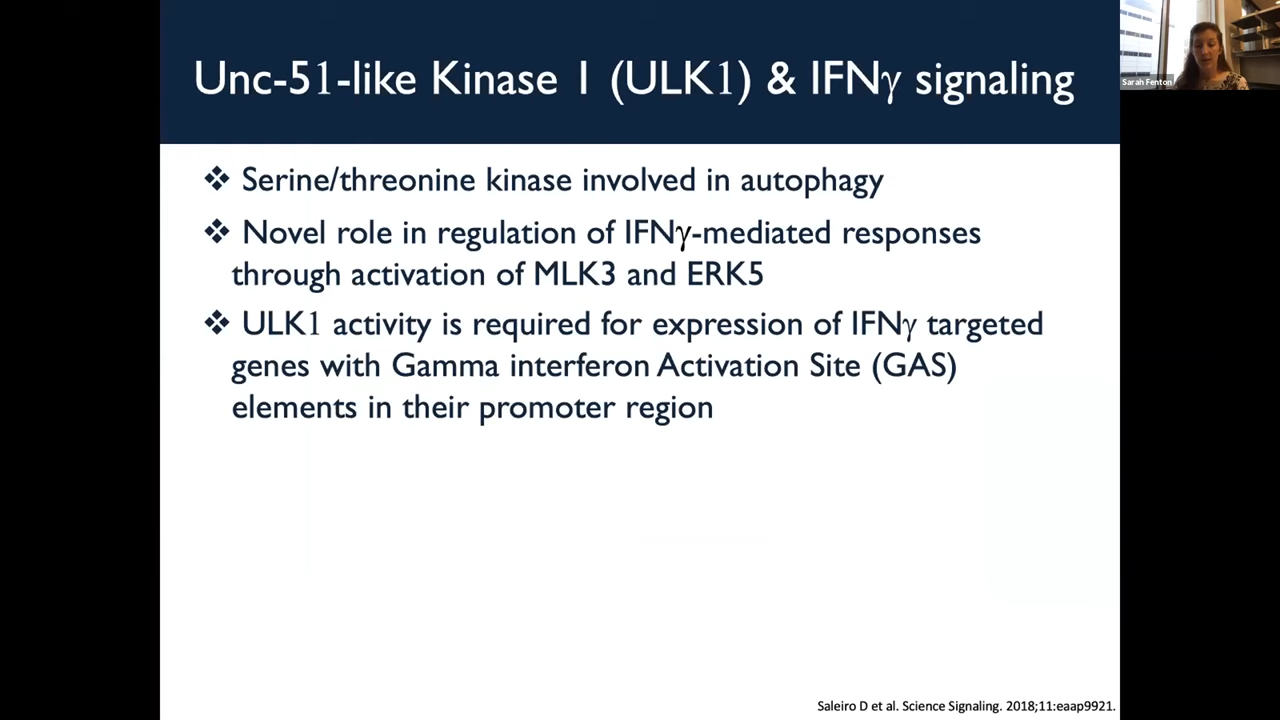 Unc-51-like Kinase 1 (ULK1) & IFNγ signaling
Sarah Fenton
❖ Serine/threonine kinase involved in autophagy
❖ Novel role in regulation of IFNγ-mediated responses
through activation of MLK3 and ERK5
❖ ULK1 activity is required for expression of IFNγ targeted
genes with Gamma interferon Activation Site (GAS)
elements in their promoter region
Saleiro D et al. Science Signaling. 2018;11:eaap9921.